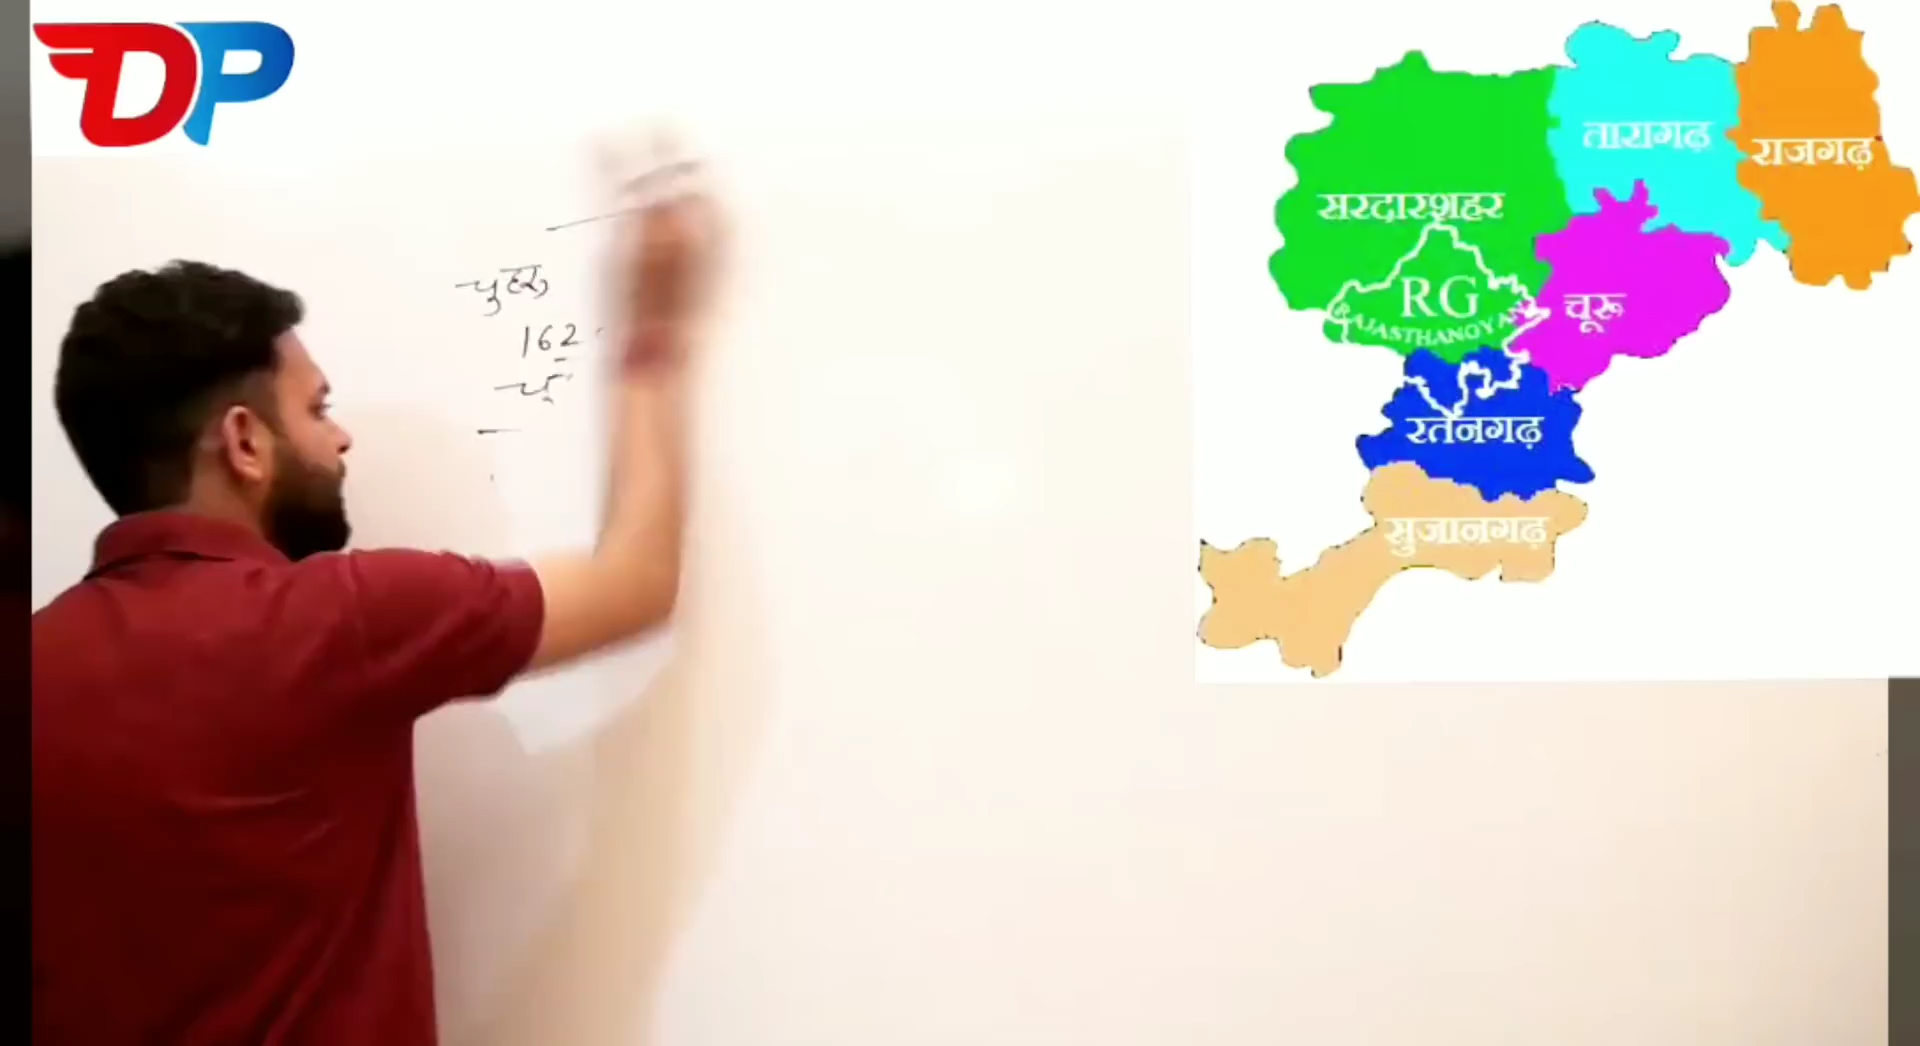 DP
तारागढ़
राजगढ़
सरदारशहर
RG
RAJASTHANGYAN
चूरू
रतनगढ़
सुजानगढ़
162